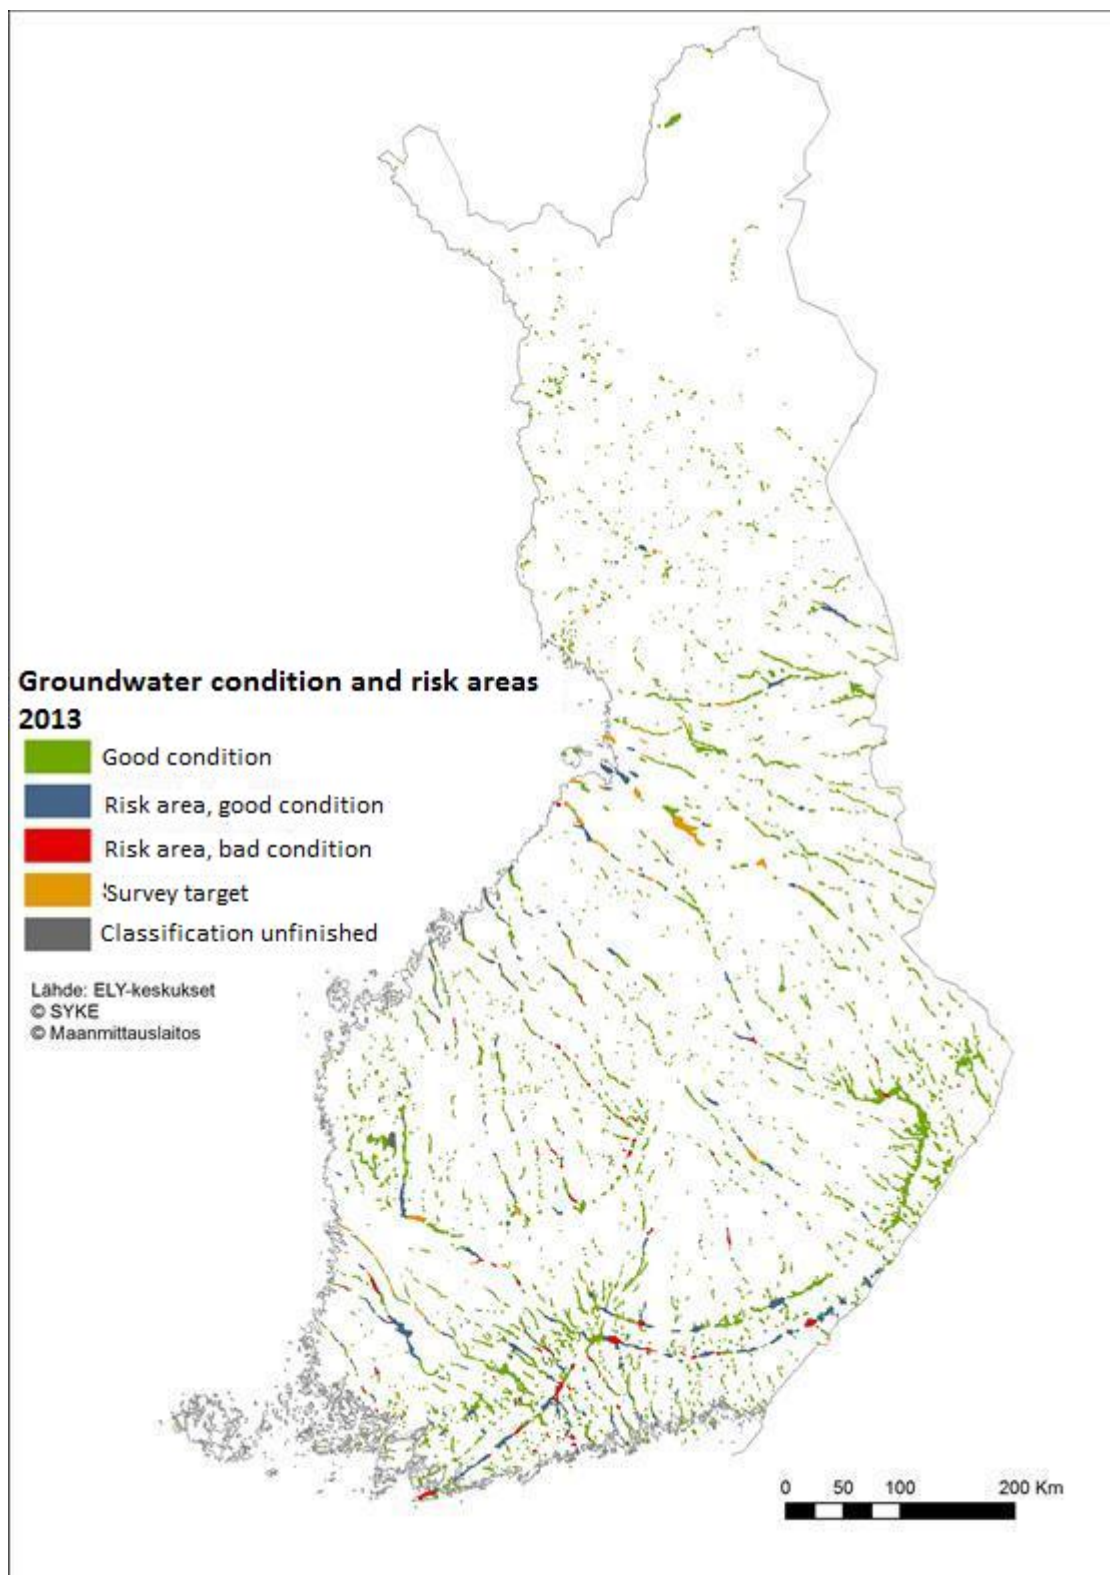 Groundwater condition and risk areas
2013
Good condition
Risk area, good condition
Risk area, bad condition
Survey target
Classification unfinished
Lähde: ELY-keskukset
© SYKE
© Maanmittauslaitos
0 50 100 200 Km